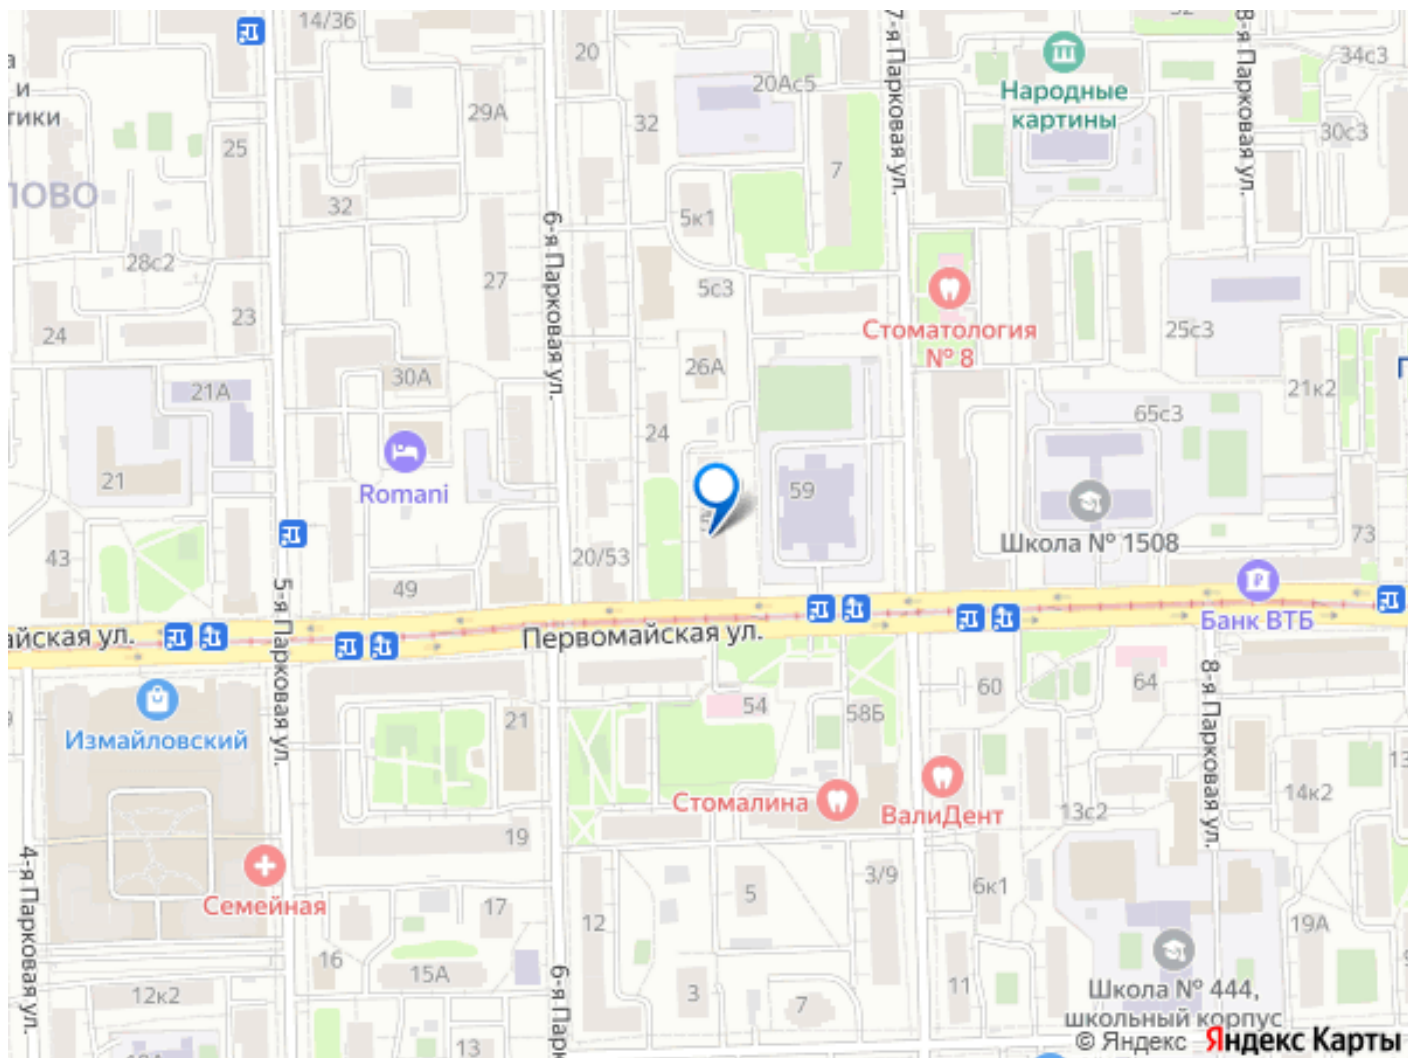 14/36
20
7-я Парковая ул.
32
8-я Парковая ул.
34с3
а
и
тики
29А
20Ас5
Народные
картины
32
30с3
25
7
ЛОВО
32
5к1
6-я Парковая ул.
28с2
27
5с3
23
24
Стоматология
№ 8
25с3
26А
30А
21А
21к2
65с3
24
21
Romani
59
43
20/53
Школа № 1508
73
49
5-я Парковая ул.
айская ул.
Первомайская ул.
Банк ВТБ
8-я Парковая ул.
60
64
54
58Б
21
Измайловский
Стомалина
ВалиДент
13с2
14к2
19
4-я Парковая ул.
Семейная
3/9
6к1
5
17
12
19А
16
15А
6-я Парк
12к2
3
7
11
Школа № 444,
школьный корпус
13
© Яндекс Яндекс Карты